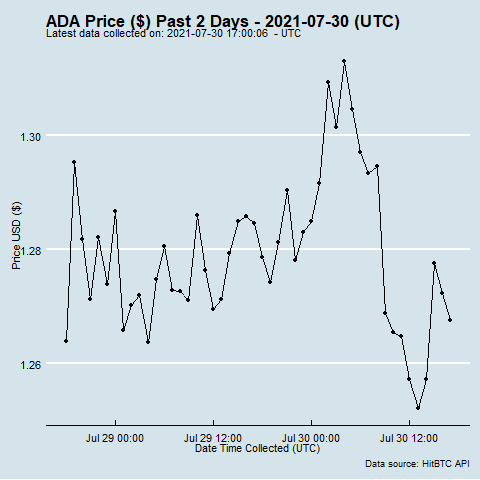 ADA Price ($) Past 2 Days - 2021-07-30 (UTC)
Latest data collected on: 2021-07-30 17:00:06 - UTC
1.30
1.28
1.26
Price USD ($)
Jul 29 00:00 Jul 29 12:00 Jul 30 00:00 Jul 30 12:00
Date Time Collected (UTC)
Data source: HitBTC API